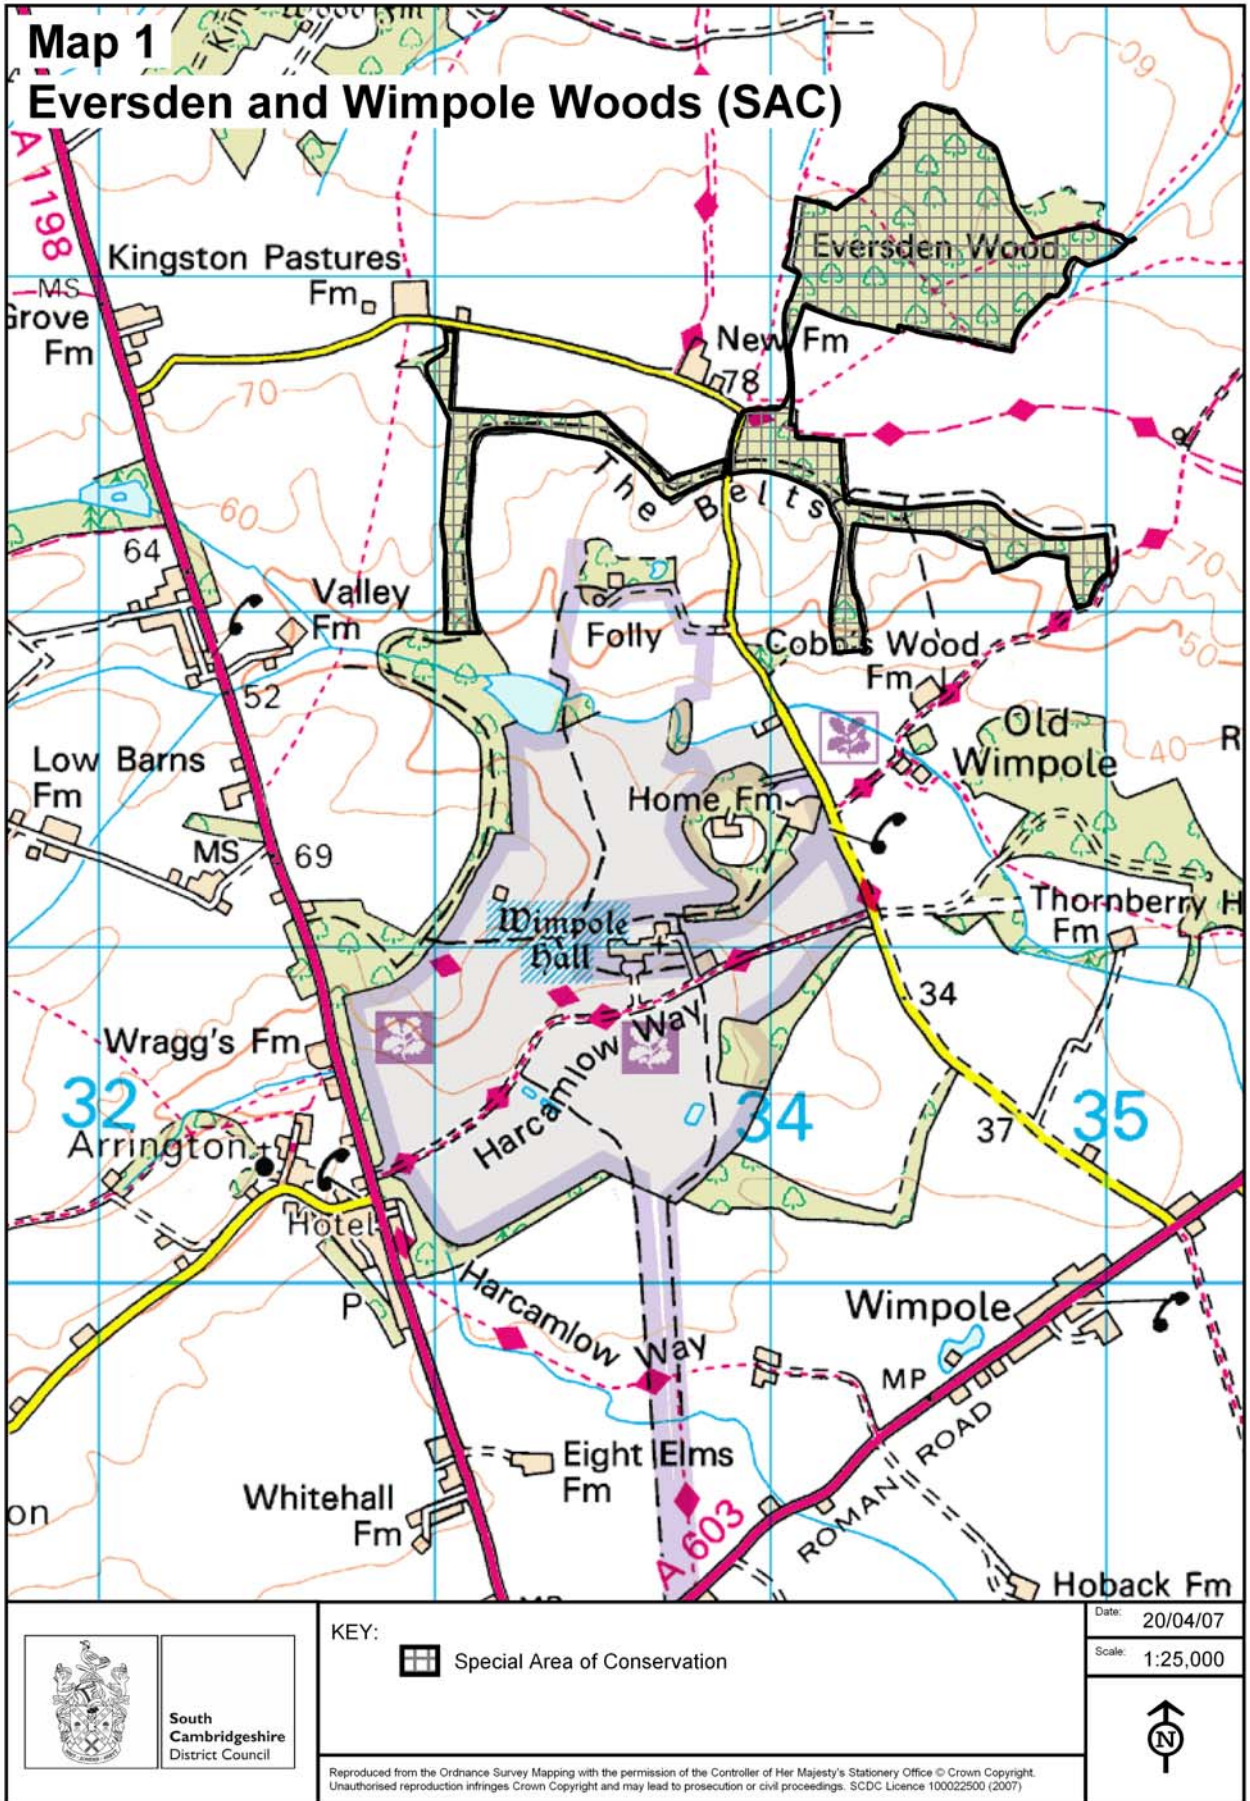 Map 1
Eversden and Wimpole Woods (SAC)
A 1198
Kingston Pastures
Fm
MS
Grove
Fm
Eversden Wood
New Fm
78
70
60
60
The Belts
64
Valley
Fm
52
Folly
Cobb's Wood
Fm
70
50
Old
Wimpole
40
R
Low Barns
Fm
MS
69
Home Fm
Thornberry H
Fm
Wimpole
Hall
34
Wragg's Fm
Harcamlow Way
32
34
35
37
Arrington
Hotel
P
Harcamlow Way
Wimpole
MP
ROMAN ROAD
Eight Elms
Fm
Whitehall
Fm
on
A 603
Hoback Fm
South
Cambridgeshire
District Council
KEY:
Special Area of Conservation
Date: 20/04/07
Scale: 1:25,000
N
Reproduced from the Ordnance Survey Mapping with the permission of the Controller of Her Majesty's Stationery Office © Crown Copyright.
Unauthorised reproduction infringes Crown Copyright and may lead to prosecution or civil proceedings. SCDC Licence 100022500 (2007)